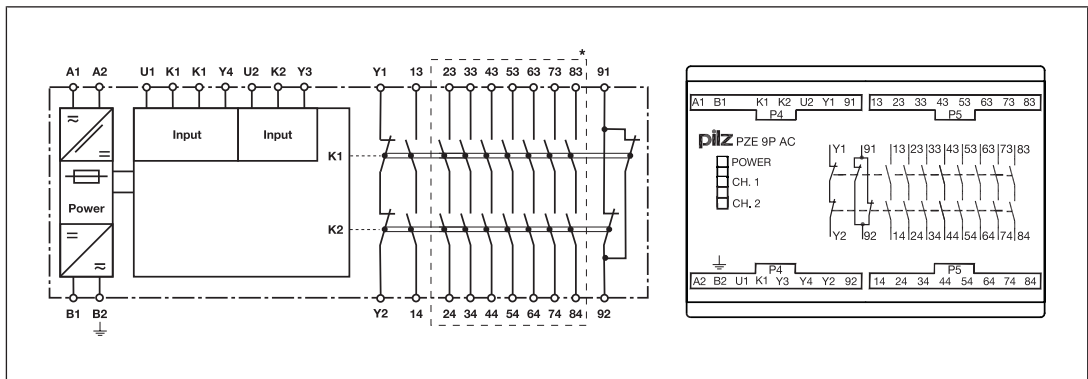 *
A1 A2 U1 K1 K1 Y4 U2 K2 Y3 Y1 13 23 33 43 53 63 73 83 91
Input Input
K1
Power
K2
B1 B2 Y2 14 24 34 44 54 64 74 84 92
A1 B1 K1 K2 U2 Y1 91 13 23 33 43 53 63 73 83
P4 P5
pilz PZE 9P AC
POWER
CH. 1
CH. 2
Y1 91 13 23 33 43 53 63 73 83
Y2 92 14 24 34 44 54 64 74 84
P4 P5
A2 B2 U1 K1 Y3 Y4 Y2 92 14 24 34 44 54 64 74 84